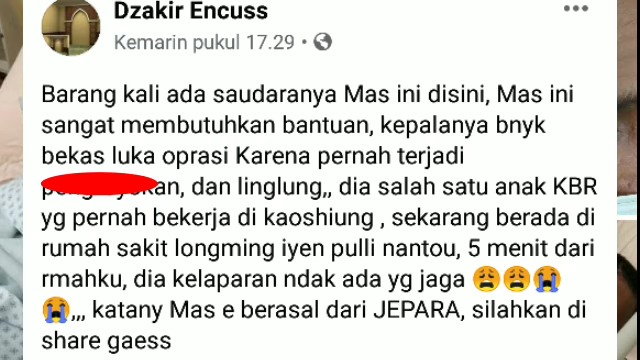 Dzakir Encuss
Kemarin pukul 17.29
Barang kali ada saudaranya Mas ini disini, Mas ini
sangat membutuhkan bantuan, kepalanya bnyk
bekas luka oprasi Karena pernah terjadi
dan linglung,, dia salah satu anak KBR
yg pernah bekerja di kaoshiung , sekarang berada di
rumah sakit longming iyen pulli nantou, 5 menit dari
rmahku, dia kelaparan ndak ada yg jaga 😩😩😭
😭,,, katany Mas e berasal dari JEPARA, silahkan di
share gaess